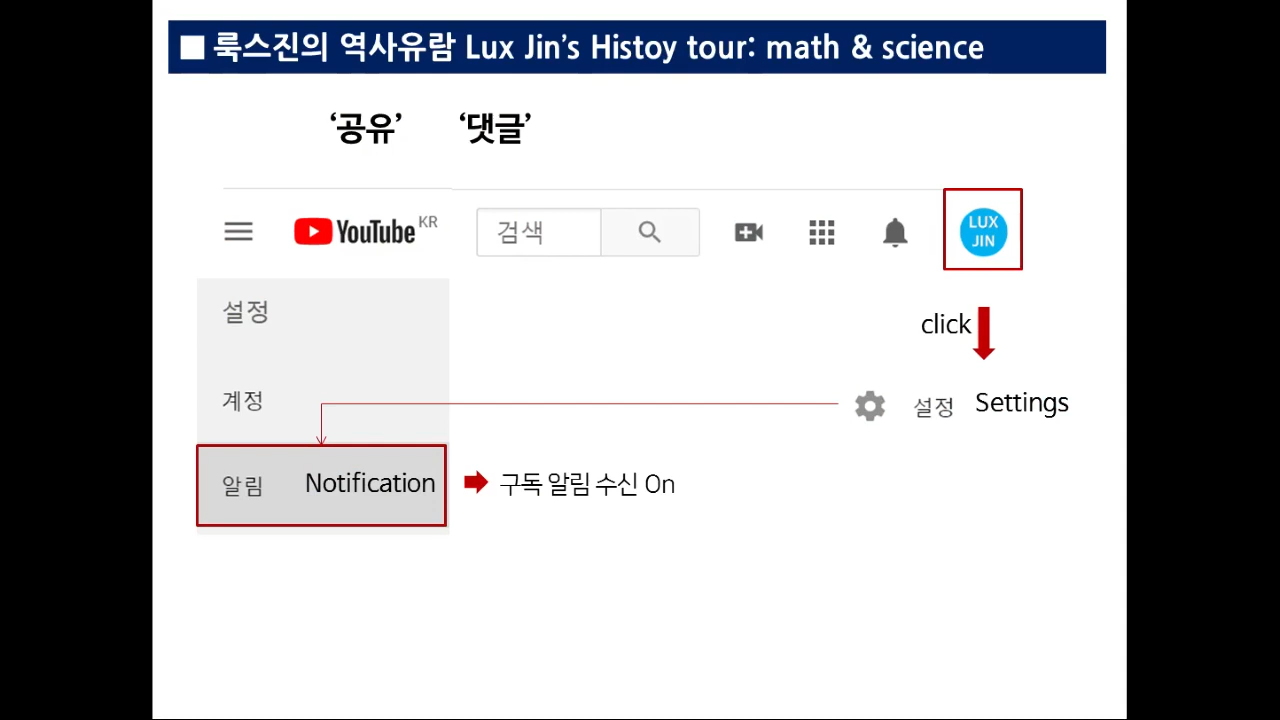 ■ 룩스진의 역사유람 Lux Jin’s Histoy tour: math & science
‘공유’ ‘댓글’
YouTube KR 검색 LUX JIN
설정
click
계정
설정 Settings
알림 Notification 구독 알림 수신 On